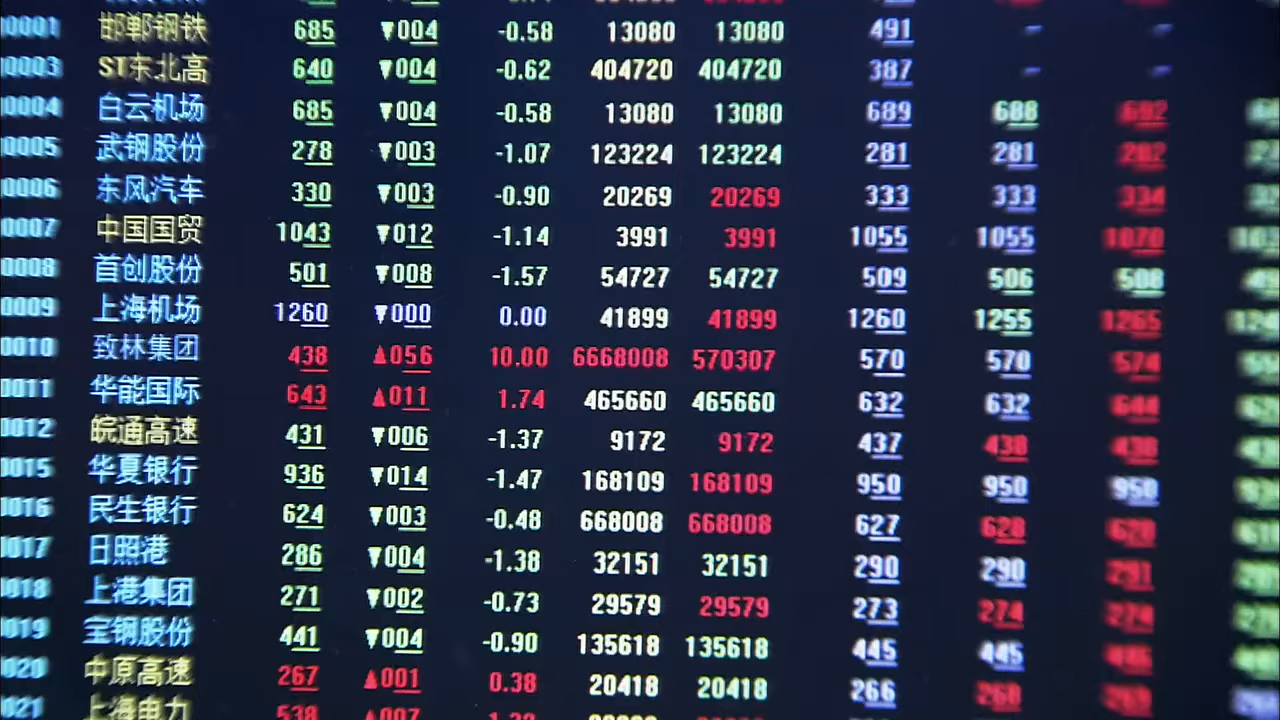 0001 邯郸钢铁 685 ▼004 -0.58 13080 13080 491 - -
0003 ST东北高 640 ▼004 -0.62 404720 404720 387 - -
0004 白云机场 685 ▼004 -0.58 13080 13080 689 688 692
0005 武钢股份 278 ▼003 -1.07 123224 123224 281 281 282
0006 东风汽车 330 ▼003 -0.90 20269 20269 333 333 334
0007 中国国贸 1043 ▼012 -1.14 3991 3991 1055 1055 1070
0008 首创股份 501 ▼008 -1.57 54727 54727 509 506 508
0009 上海机场 1260 ▼000 0.00 41899 41899 1260 1255 1265
0010 致林集团 438 ▲056 10.00 6668008 570307 570 570 574
0011 华能国际 643 ▲011 1.74 465660 465660 632 632 644
0012 皖通高速 431 ▼006 -1.37 9172 9172 437 438 438
0015 华夏银行 936 ▼014 -1.47 168109 168109 950 950 950
0016 民生银行 624 ▼003 -0.48 668008 668008 627 628 628
0017 日照港 286 ▼004 -1.38 32151 32151 290 290 291
0018 上港集团 271 ▼002 -0.73 29579 29579 273 274 274
0019 宝钢股份 441 ▼004 -0.90 135618 135618 445 445 446
020 中原高速 267 ▲001 0.38 20418 20418 266 268 269
021 上海电力 538 ▲007